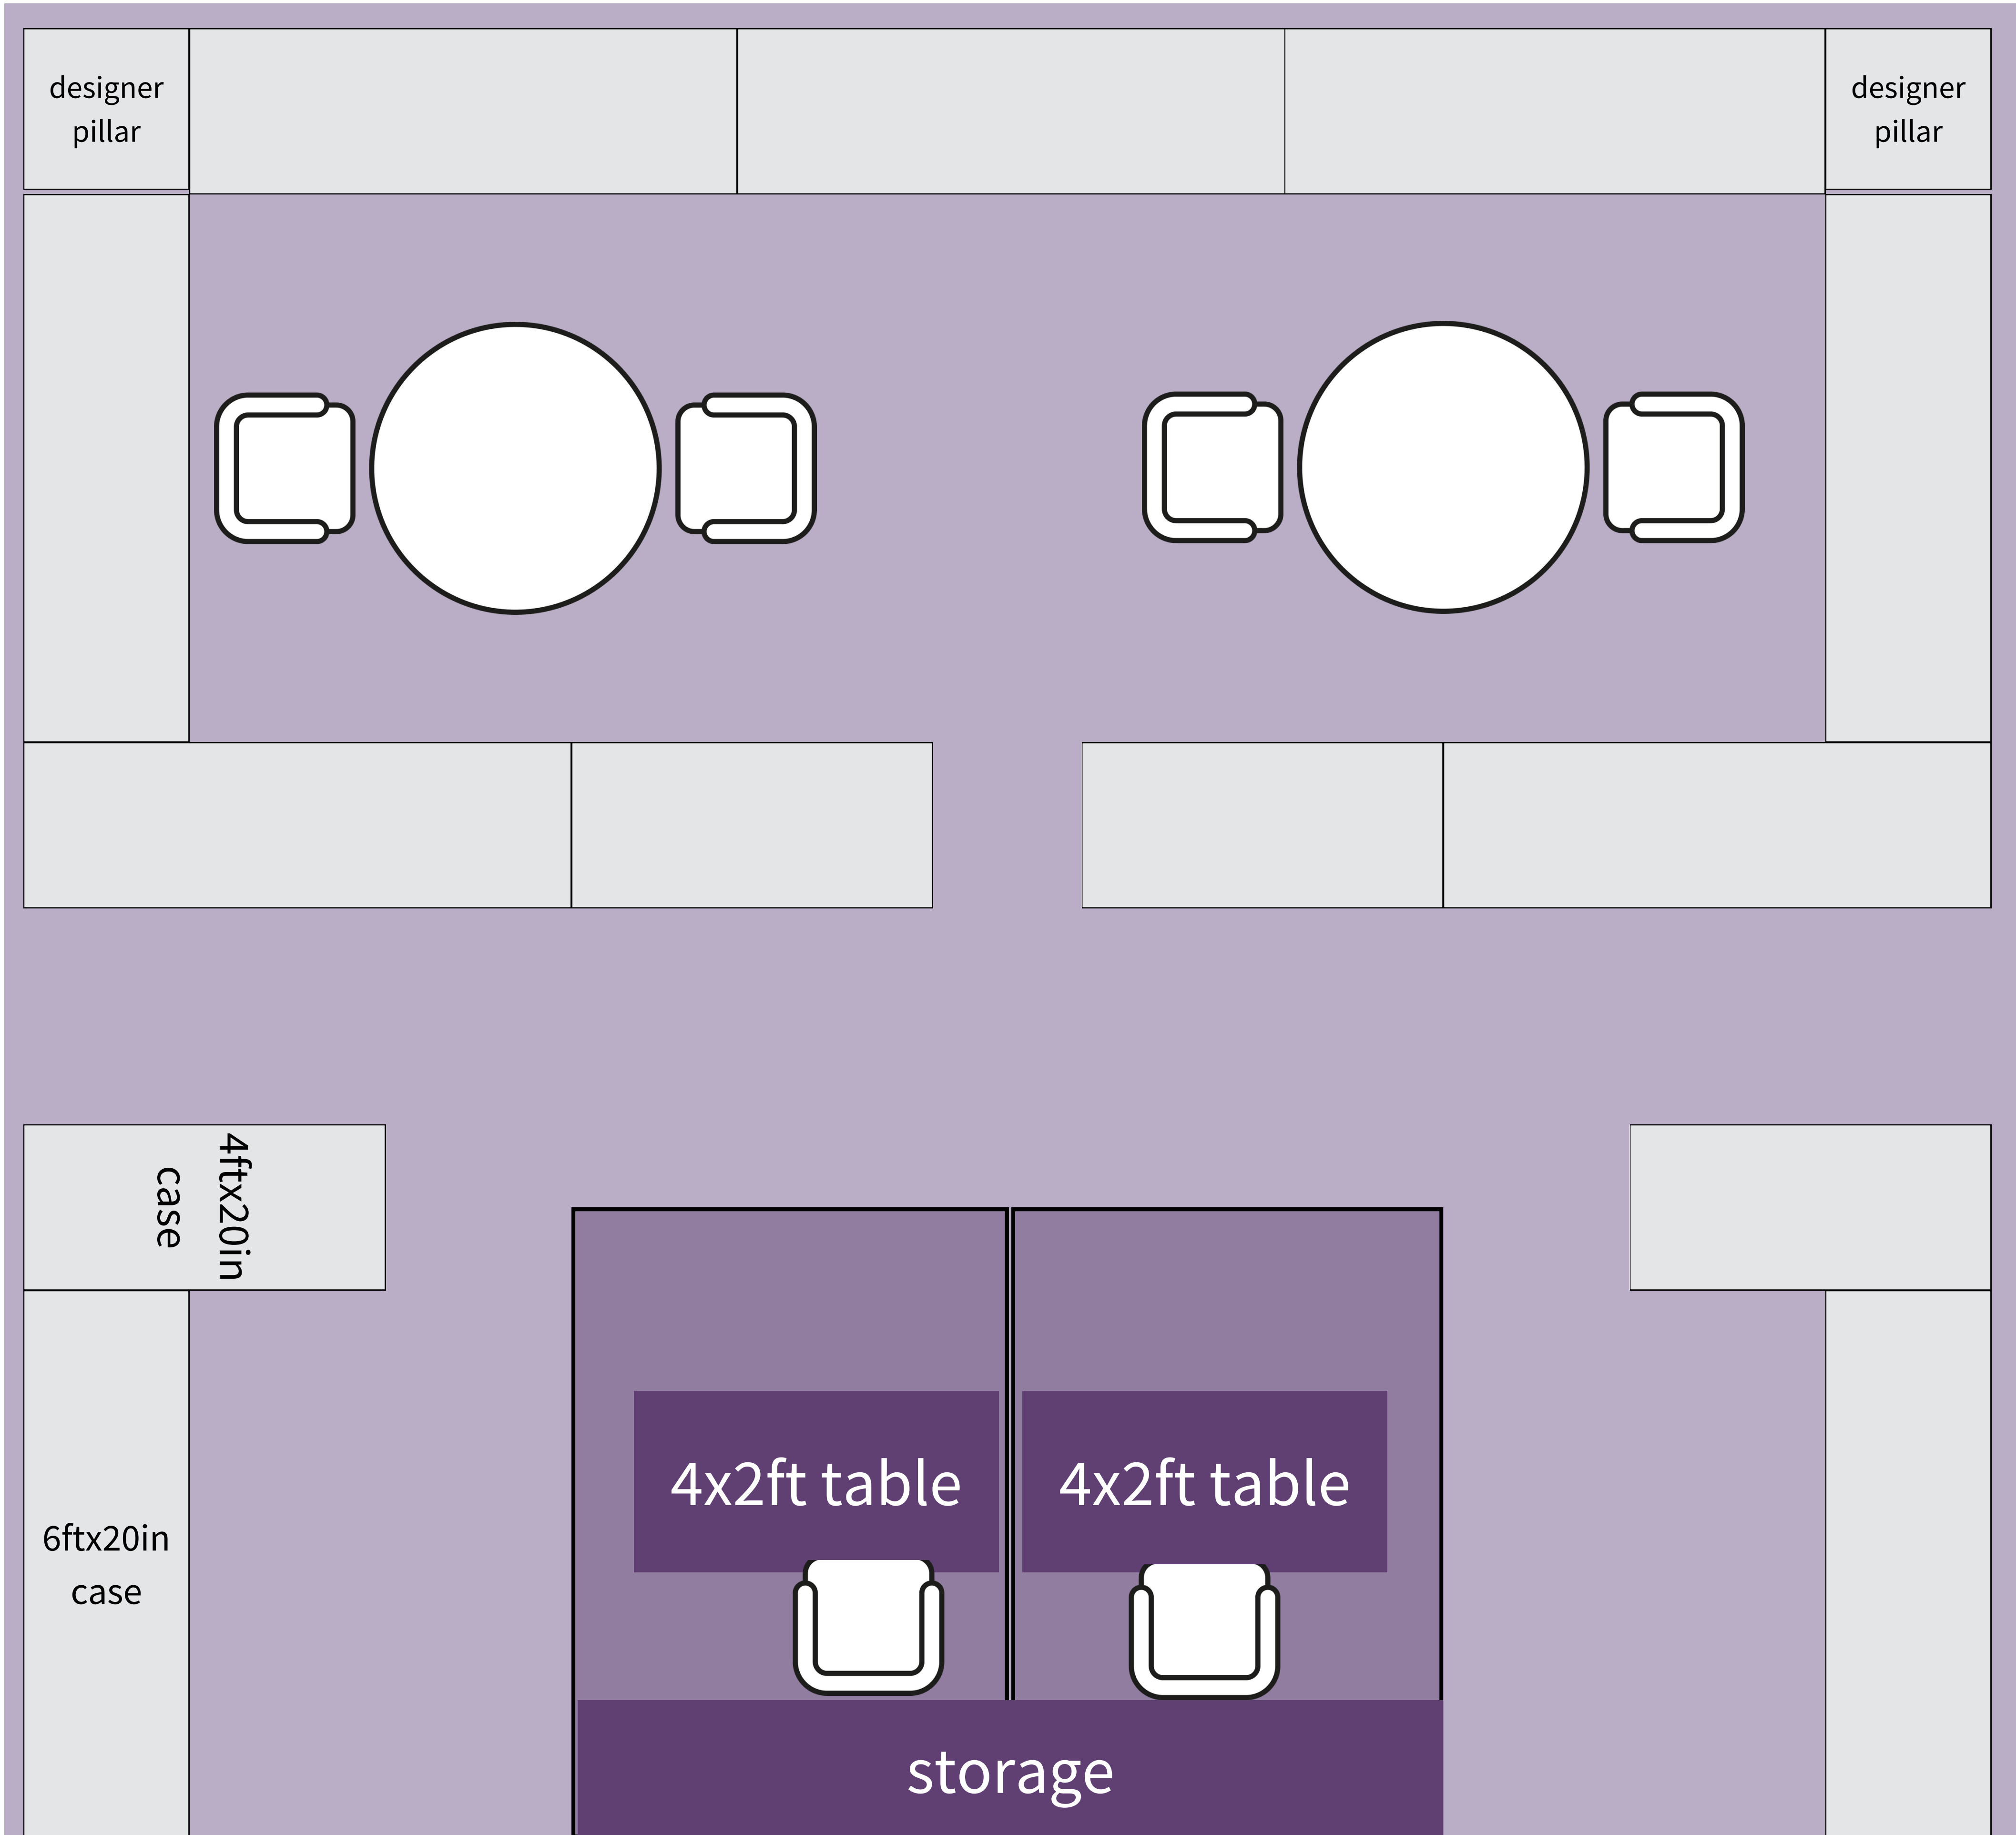 designer
pillar
designer
pillar
4ftx20in
case
4x2ft table
4x2ft table
6ftx20in
case
storage